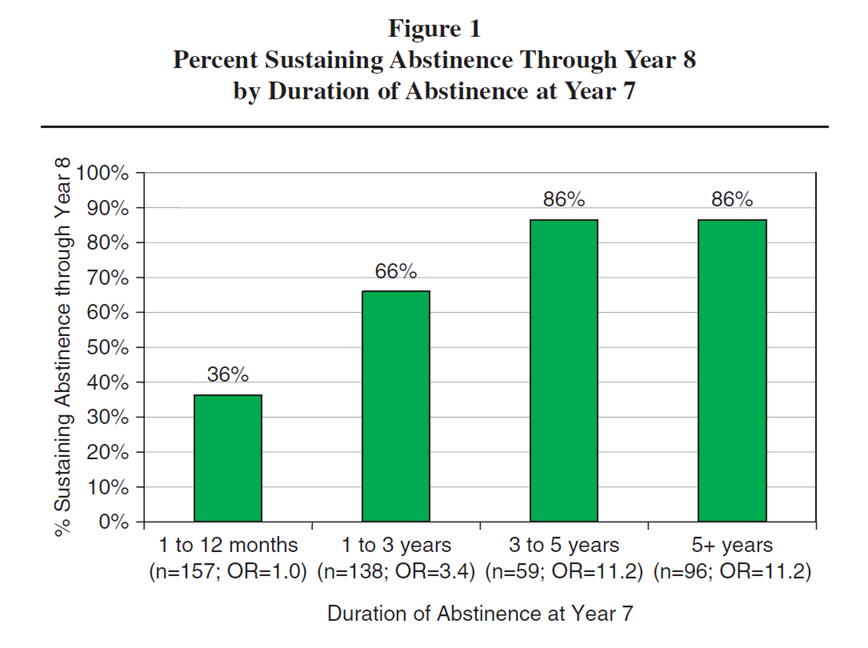 Figure 1
Percent Sustaining Abstinence Through Year 8
by Duration of Abstinence at Year 7
% Sustaining Abstinence through Year 8
100%
90%
80%
70%
60%
50%
40%
30%
20%
10%
0%
36%
66%
86%
86%
1 to 12 months
(n=157; OR=1.0)
1 to 3 years
(n=138; OR=3.4)
3 to 5 years
(n=59; OR=11.2)
5+ years
(n=96; OR=11.2)
Duration of Abstinence at Year 7